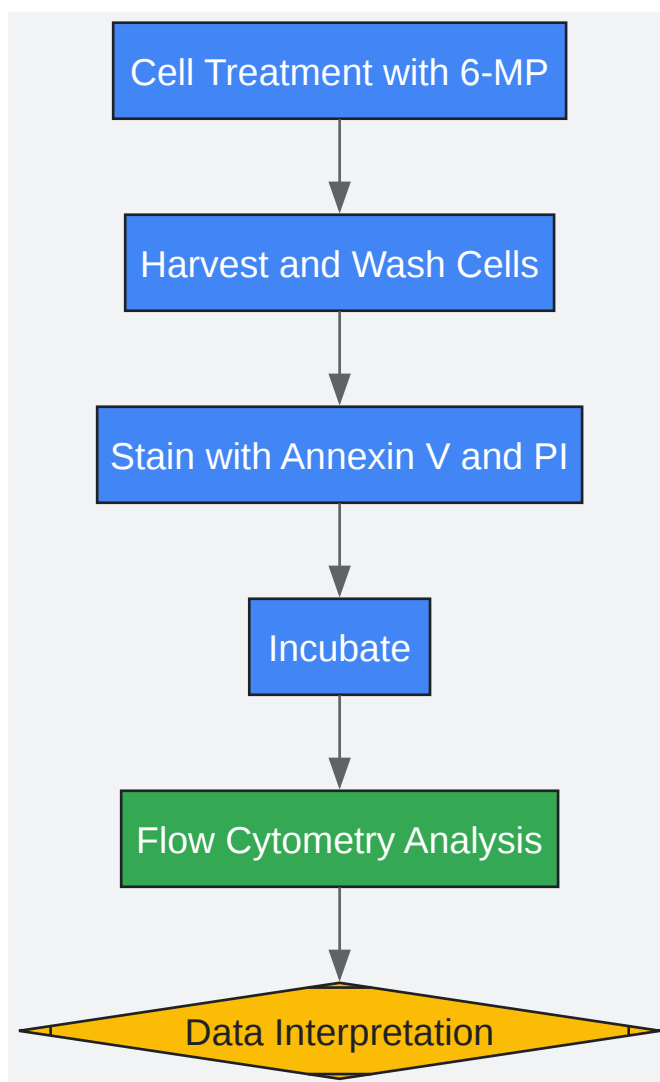 Cell Treatment with 6-MP
Harvest and Wash Cells
Stain with Annexin V and PI
Incubate
Flow Cytometry Analysis
Data Interpretation